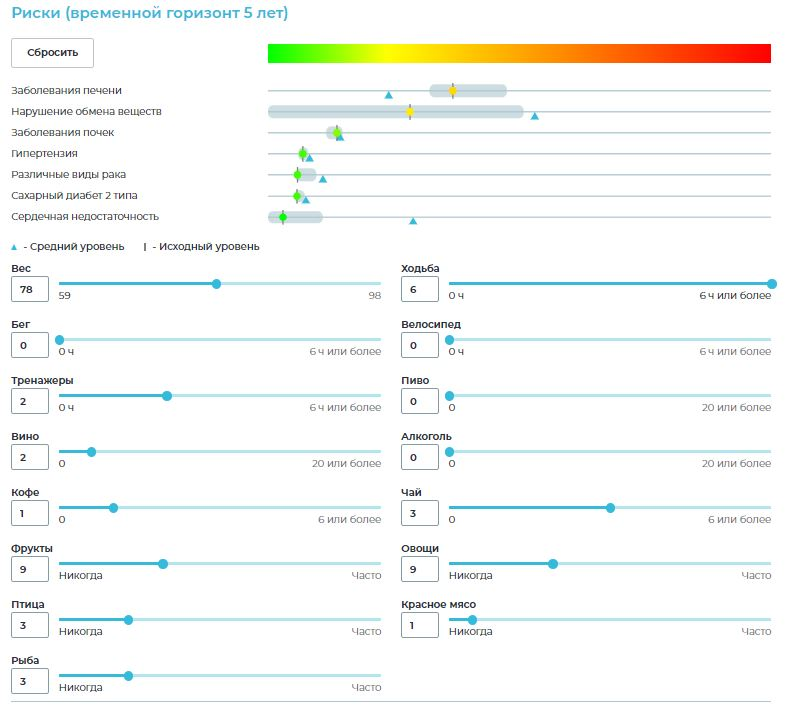 Риски (временной горизонт 5 лет)
Сбросить
Заболевания печени
Нарушение обмена веществ
Заболевания почек
Гипертензия
Различные виды рака
Сахарный диабет 2 типа
Сердечная недостаточность
- Средний уровень | - Исходный уровень
Вес Ходьба
78 59 98 6 0 ч 6 ч или более
Бег Велосипед
0 0 ч 6 ч или более 0 0 ч 6 ч или более
Тренажеры Пиво
2 0 ч 6 ч или более 0 0 20 или более
Вино Алкоголь
2 0 20 или более 0 0 20 или более
Кофе Чай
1 0 6 или более 3 0 6 или более
Фрукты Овощи
9 Никогда Часто 9 Никогда Часто
Птица Красное мясо
3 Никогда Часто 1 Никогда Часто
Рыба
3 Никогда Часто